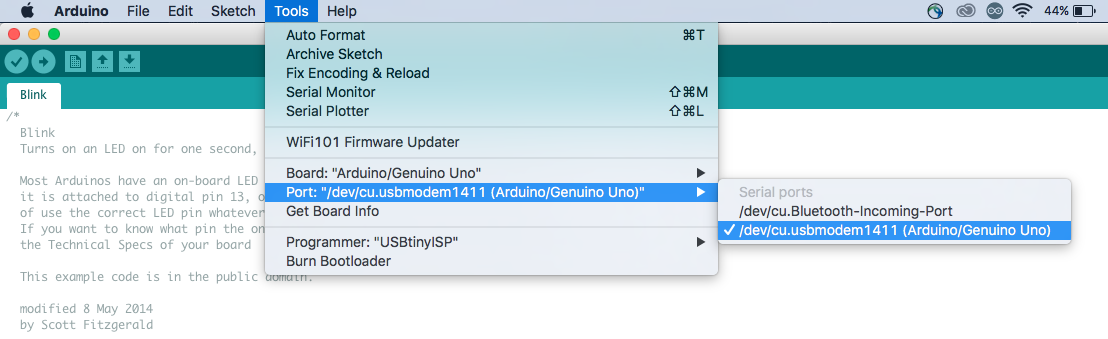 Arduino File Edit Sketch Tools Help 44%
Auto Format ⌘T
Archive Sketch
Fix Encoding & Reload
Serial Monitor ⇧⌘M
Serial Plotter ⇧⌘L
WiFi101 Firmware Updater
Board: "Arduino/Genuino Uno"
Port: "/dev/cu.usbmodem1411 (Arduino/Genuino Uno)"
Get Board Info
Programmer: "USBtinyISP"
Burn Bootloader
Serial ports
/dev/cu.Bluetooth-Incoming-Port
✓ /dev/cu.usbmodem1411 (Arduino/Genuino Uno)
Blink
/*
Blink
Turns on an LED on for one second,
Most Arduinos have an on-board LED
it is attached to digital pin 13, o
of use the correct LED pin whatever
If you want to know what pin the on
the Technical Specs of your board
This example code is in the public domain.
modified 8 May 2014
by Scott Fitzgerald